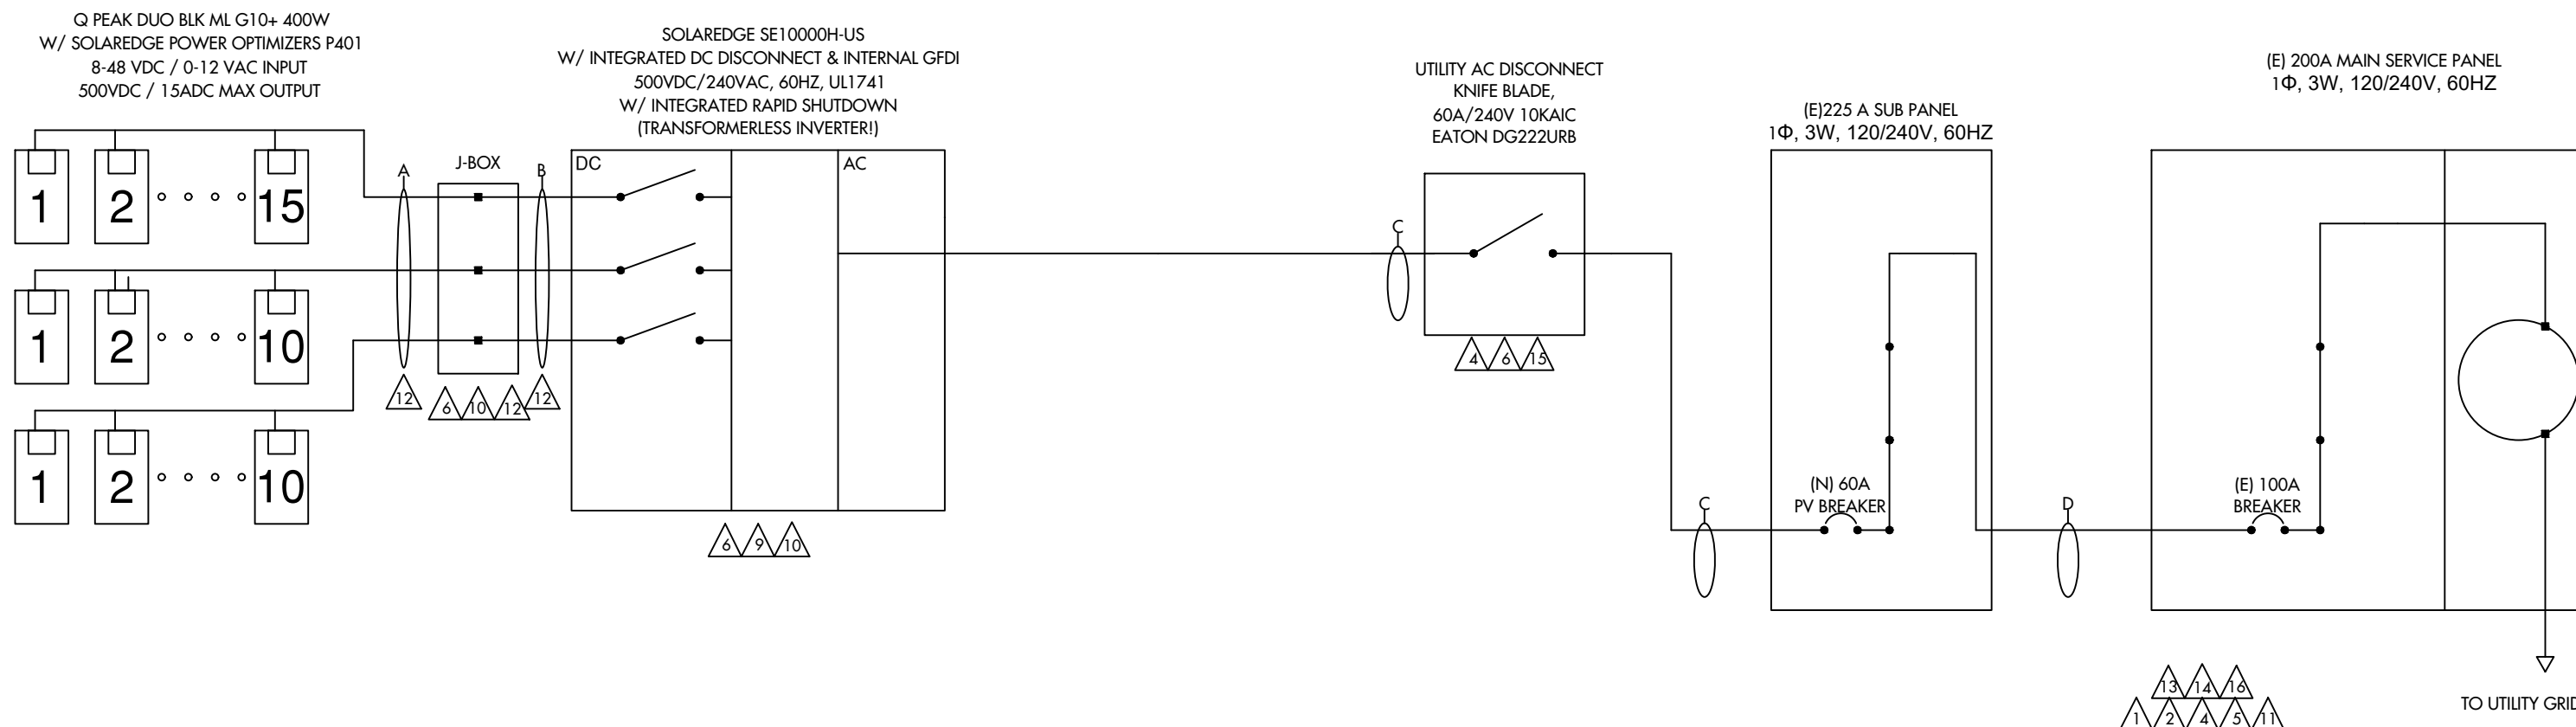 Q PEAK DUO BLK ML G10+ 400W
W/ SOLAREDGE POWER OPTIMIZERS P401
8-48 VDC / 0-12 VAC INPUT
500VDC / 15ADC MAX OUTPUT
SOLAREDGE SE10000H-US
W/ INTEGRATED DC DISCONNECT & INTERNAL GFDI
500VDC/240VAC, 60HZ, UL1741
W/ INTEGRATED RAPID SHUTDOWN
(TRANSFORMERLESS INVERTER!)
UTILITY AC DISCONNECT
KNIFE BLADE,
60A/240V 10KAIC
EATON DG222URB
(E)225 A SUB PANEL
1Φ, 3W, 120/240V, 60HZ
(E) 200A MAIN SERVICE PANEL
1Φ, 3W, 120/240V, 60HZ
1 2 15
1 2 10
1 2 10
A
J-BOX
B
DC
AC
12
6 10 12
12
6 9 10
C
4 6 15
C
(N) 60A
PV BREAKER
D
(E) 100A
BREAKER
13 14 16
1 2 4 5 11
TO UTILITY GRID